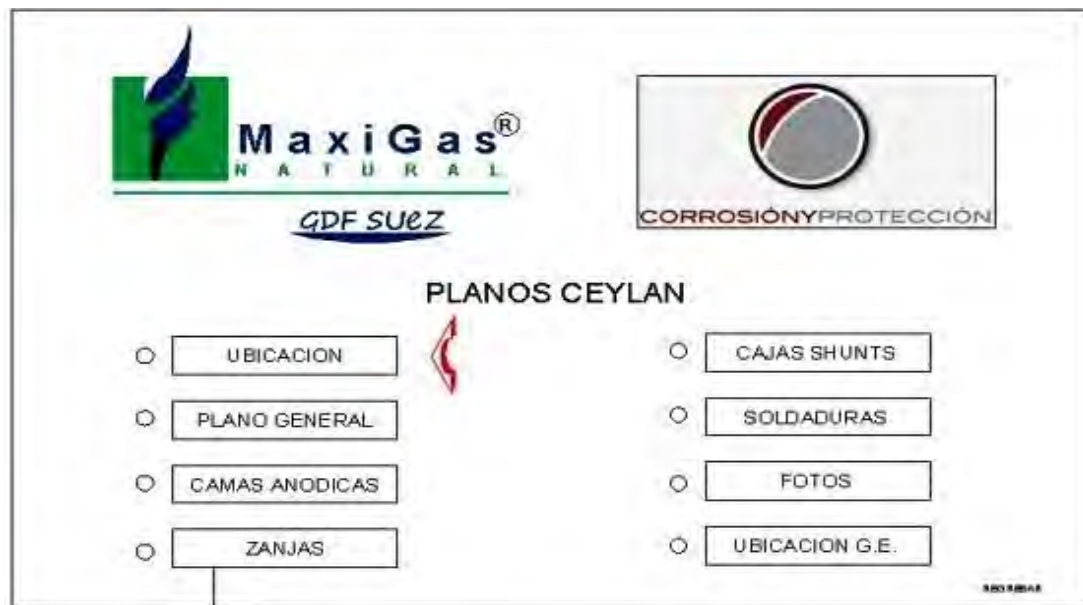 MaxiGas®
NATURAL
GDF SUEZ
CORROSIÓNYPROTECCIÓN
PLANOS CEYLAN
UBICACION
PLANO GENERAL
CAMAS ANODICAS
ZANJAS
CAJAS SHUNTS
SOLDADURAS
FOTOS
UBICACION G.E.